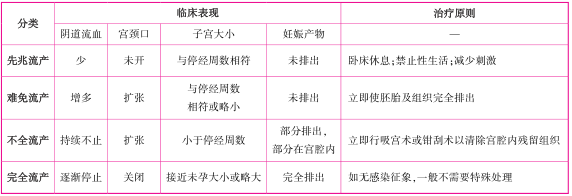 分类 临床表现 治疗原则
阴道流血 宫颈口 子宫大小 妊娠产物 —
先兆流产 少 未开 与停经周数相符 未排出 卧床休息;禁止性生活;减少刺激
难免流产 增多 扩张 与停经周数相符或略小 未排出 立即使胚胎及组织完全排出
不全流产 持续不止 扩张 小于停经周数 部分排出,部分在宫腔内 立即行吸宫术或钳刮术以清除宫腔内残留组织
完全流产 逐渐停止 关闭 接近未孕大小或略大 完全排出 如无感染征象,一般不需要特殊处理